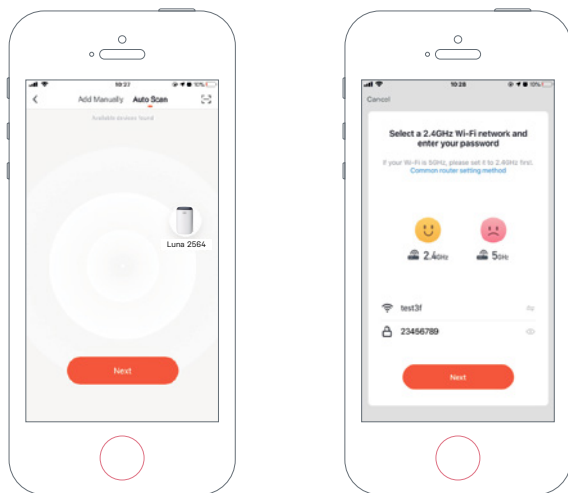 10:27
10%
Add Manually Auto Scan
Available devices found
Luna 2564
Next
10:28
10%
Cancel
Select a 2.4GHz Wi-Fi network and
enter your password
If your Wi-Fi is 5GHz, please set it to 2.4GHz first.
Common router setting method
2.4GHz 5GHz
test3f
23456789
Next